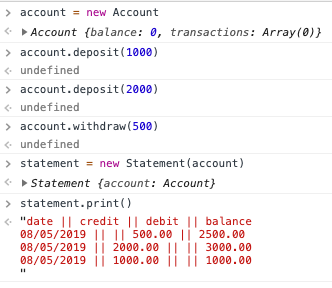 > account = new Account
<· ▶Account {balance: 0, transactions: Array(0)}
> account.deposit(1000)
<· undefined
> account.deposit(2000)
<· undefined
> account.withdraw(500)
<· undefined
> statement = new Statement(account)
<· ▶Statement {account: Account}
> statement.print()
<· "date || credit || debit || balance
08/05/2019 || || 500.00 || 2500.00
08/05/2019 || 2000.00 || || 3000.00
08/05/2019 || 1000.00 || || 1000.00
"